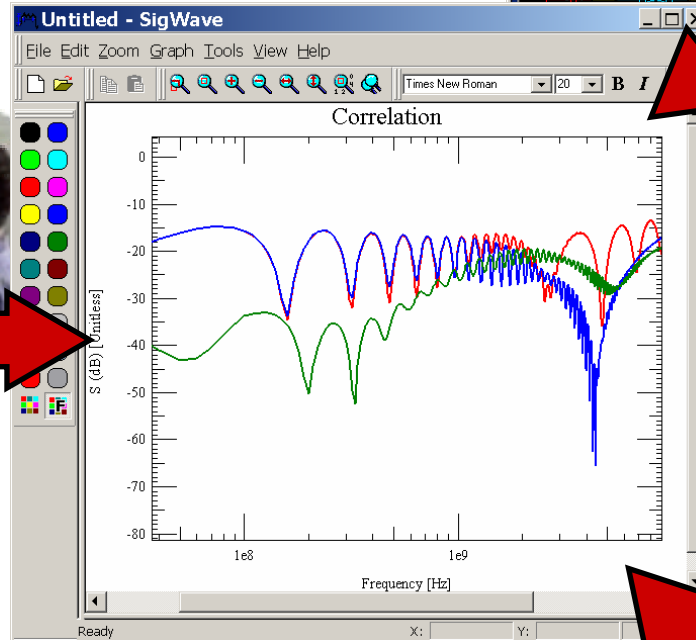 Untitled - SigWave
File Edit Zoom Graph Tools View Help
Times New Roman 20 B I
Correlation
0
-10
-20
-30
-40
-50
-60
-70
-80
S (dB) [Unitless]
1e8 1e9
Frequency [Hz]
F
Ready X: Y: